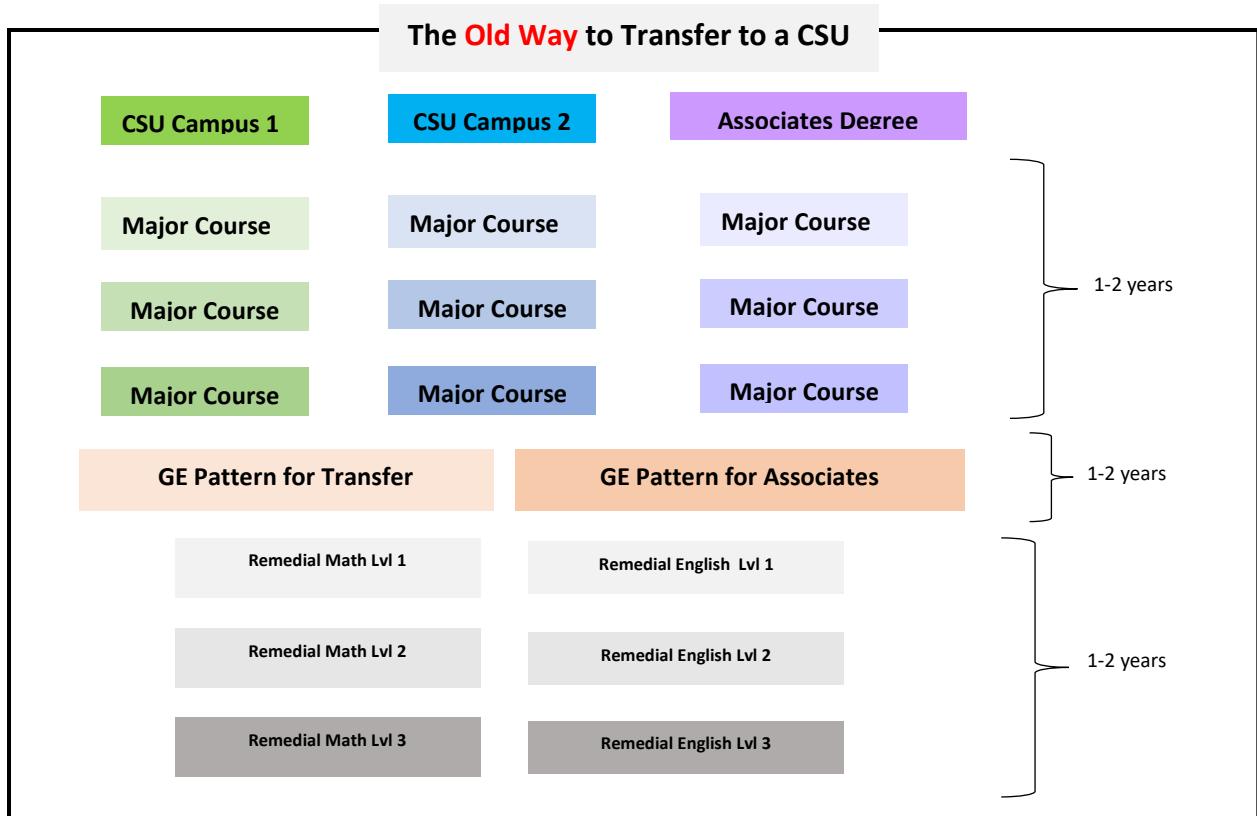 The Old Way to Transfer to a CSU
CSU Campus 1
CSU Campus 2
Associates Degree
Major Course
Major Course
Major Course
Major Course
Major Course
Major Course
1-2 years
Major Course
Major Course
Major Course
GE Pattern for Transfer
GE Pattern for Associates
1-2 years
Remedial Math Lvl 1
Remedial English Lvl 1
Remedial Math Lvl 2
Remedial English Lvl 2
1-2 years
Remedial Math Lvl 3
Remedial English Lvl 3